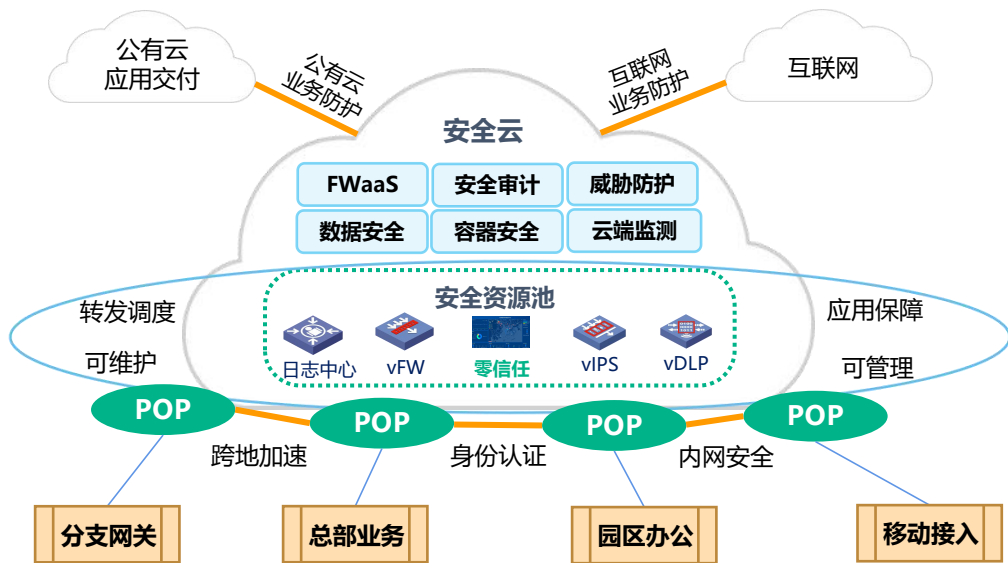 公有云
应用交付
公有云
业务防护
互联网
业务防护
互联网
安全云
FWaaS
安全审计
威胁防护
数据安全
容器安全
云端监测
安全资源池
转发调度
应用保障
日志中心
vFW
零信任
vIPS
vDLP
可维护
可管理
POP
POP
POP
POP
跨地加速
身份认证
内网安全
分支网关
总部业务
园区办公
移动接入